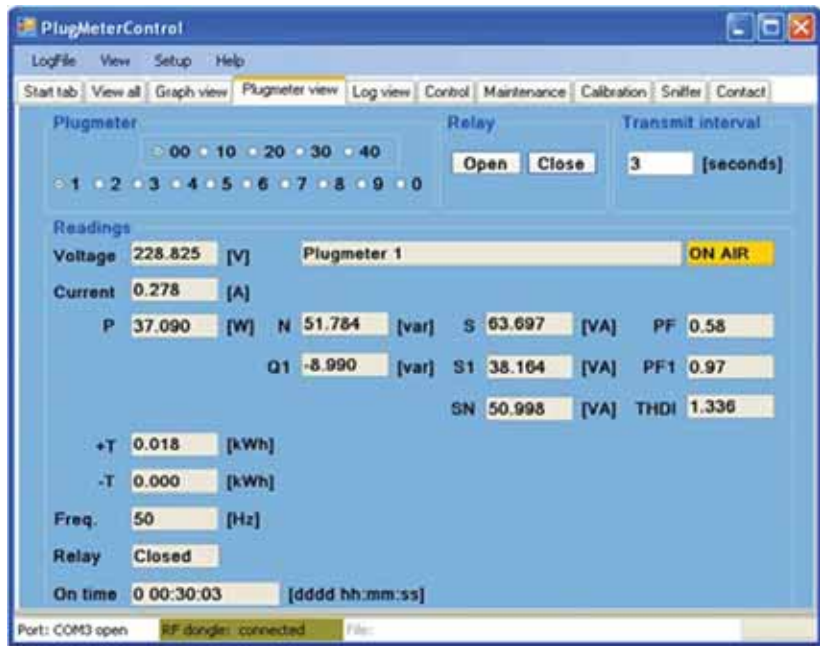 PlugMeterControl
LogFile View Setup Help
Start tab View all Graph view Plugmeter view Log view Control Maintenance Calibration Sniffer Contact
Plugmeter Relay Transmit interval
00 10 20 30 40
Open Close 3 [seconds]
1 2 3 4 5 6 7 8 9 0
Readings
Voltage 228.825 [V] Plugmeter 1 ON AIR
Current 0.278 [A]
P 37.090 [W] N 51.784 [var] S 63.697 [VA] PF 0.58
Q1 -8.990 [var] S1 38.164 [VA] PF1 0.97
SN 50.998 [VA] THDI 1.336
+T 0.018 [kWh]
-T 0.000 [kWh]
Freq. 50 [Hz]
Relay Closed
On time 0 00:30:03 [dddd hh:mm:ss]
Port: COM3 open RF dongle: connected File: